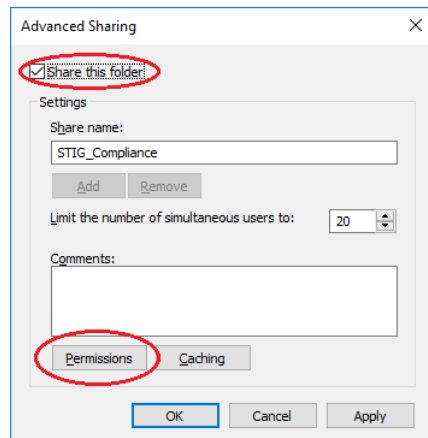 Advanced Sharing
Share this folder
Settings
Share name:
STIG_Compliance
Add Remove
Limit the number of simultaneous users to: 20
Comments:
Permissions Caching
OK Cancel Apply